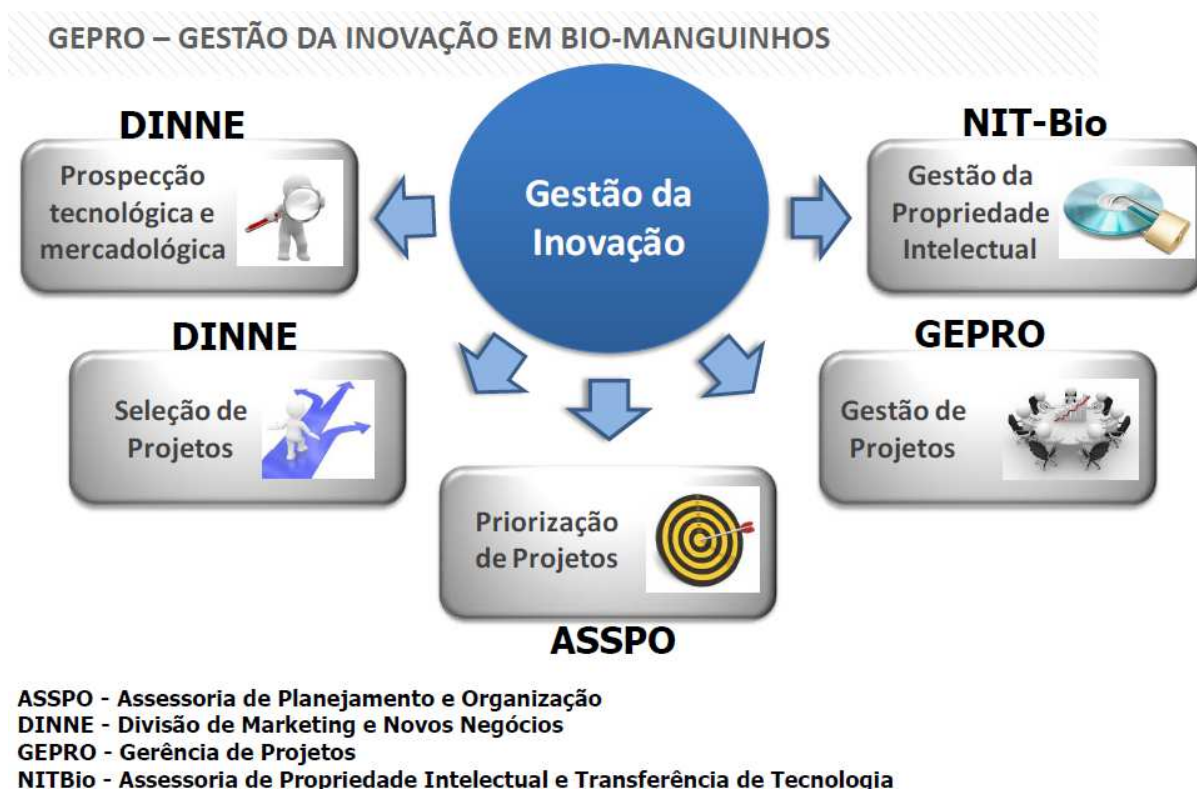 GEPRO – GESTÃO DA INOVAÇÃO EM BIO-MANGUINHOS
DINNE
Prospecção
tecnológica e
mercadológica
Gestão da
Inovação
NIT-Bio
Gestão da
Propriedade
Intelectual
DINNE
Seleção de
Projetos
GEPRO
Gestão de
Projetos
Priorização
de Projetos
ASSPO
ASSPO - Assessoria de Planejamento e Organização
DINNE - Divisão de Marketing e Novos Negócios
GEPRO - Gerência de Projetos
NITBio - Assessoria de Propriedade Intelectual e Transferência de Tecnologia